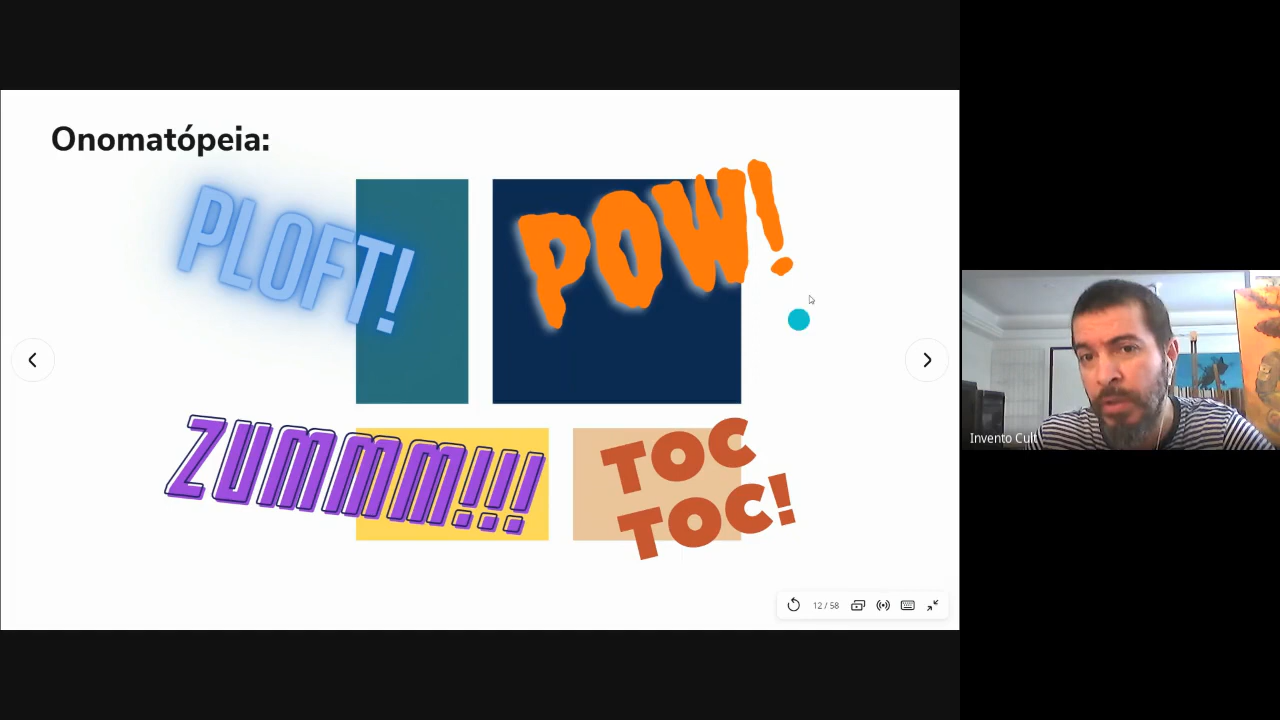 Onomatópeia:
PLOFT!
POW!
ZUMMM!!!
TOC
TOC!
12 / 58
Invento Cult